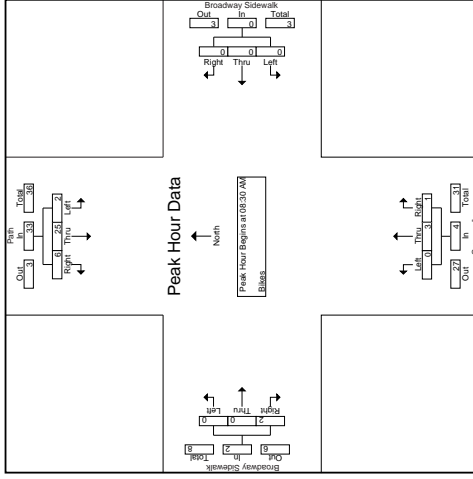 Broadway Sidewalk
Out In Total
3 0 3
0 0 0
Right Thru Left
Path
Total In Out
36 33 3
2 25 6
Left Thru Right
Peak Hour Data
North
Peak Hour Begins at 08:30 AM
Bikes
Right Thru Left
1 3 0
31 4 27
Total In Out
Left Thru Right
0 0 2
8 2 6
Total In Out
Broadway Sidewalk